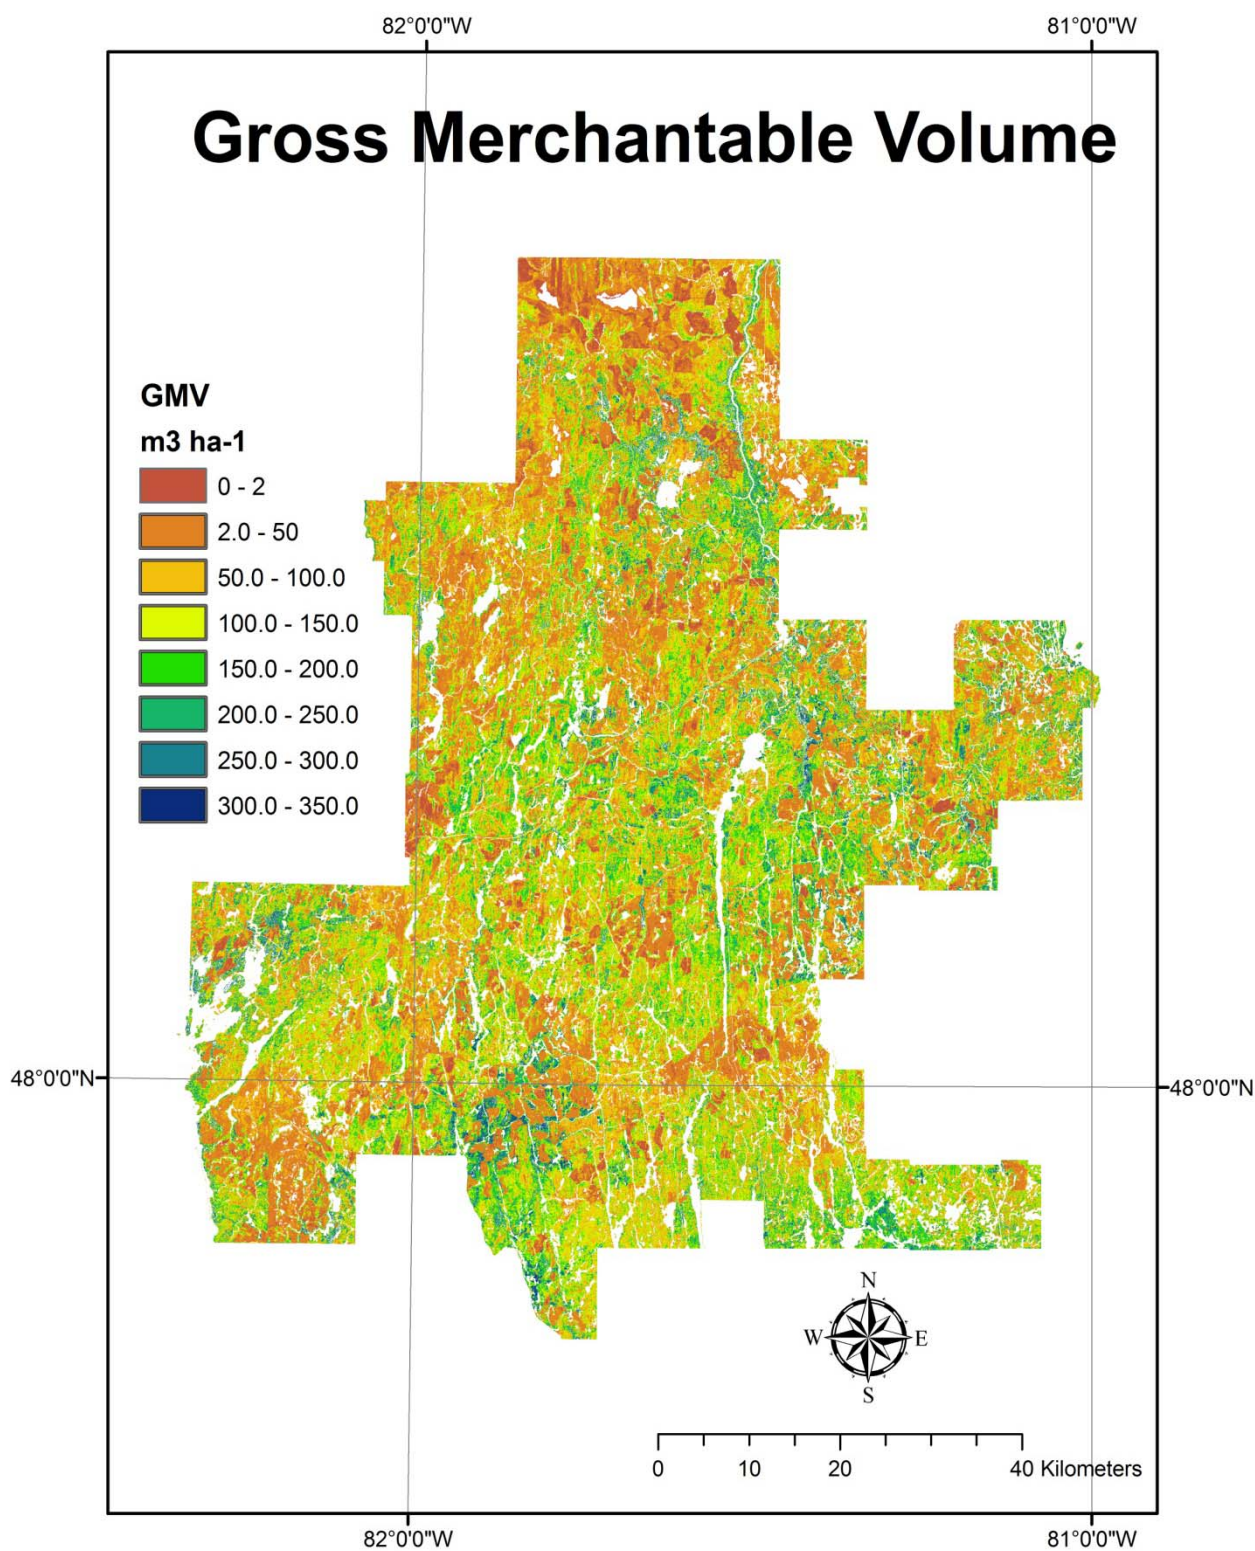 82°0'0"W 81°0'0"W
Gross Merchantable Volume
GMV
m3 ha-1
0 - 2
2.0 - 50
50.0 - 100.0
100.0 - 150.0
150.0 - 200.0
200.0 - 250.0
250.0 - 300.0
300.0 - 350.0
48°0'0"N 48°0'0"N
N
W E
S
0 10 20 40 Kilometers
82°0'0"W 81°0'0"W